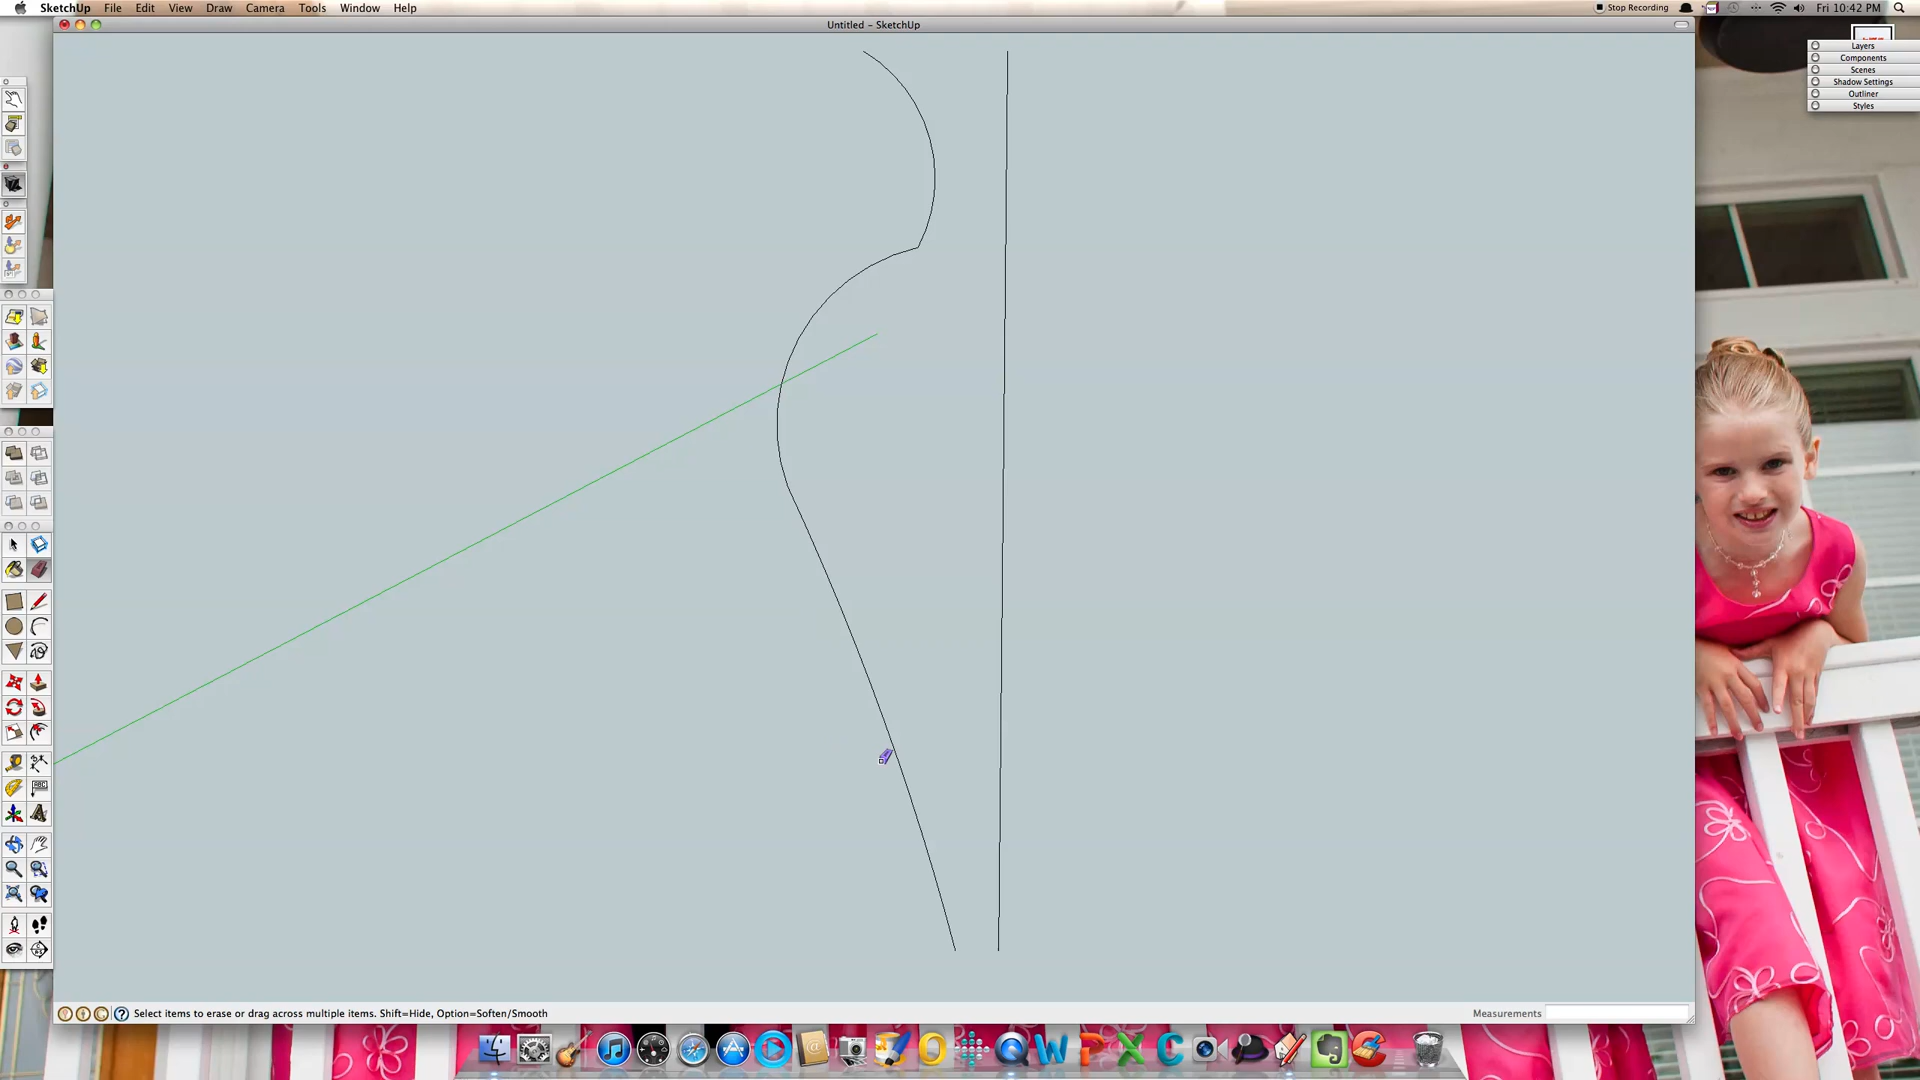 SketchUp File Edit View Draw Camera Tools Window Help
Stop Recording
Fri 10:42 PM
Untitled – SketchUp
Layers
Components
Scenes
Shadow Settings
Outliner
Styles
ABC
Select items to erase or drag across multiple items. Shift=Hide, Option=Soften/Smooth
Measurements